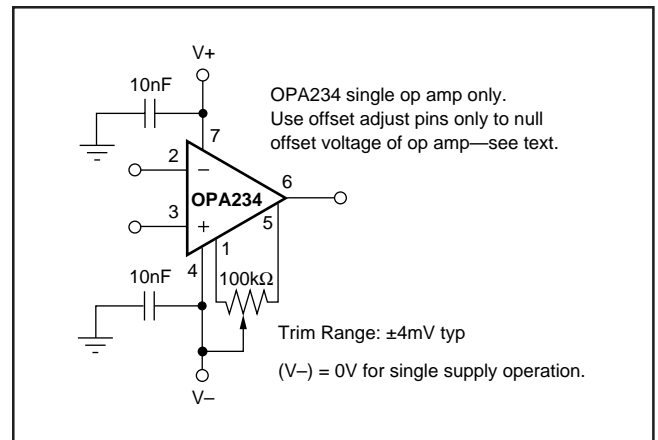 V+
10nF
OPA234 single op amp only.
Use offset adjust pins only to null
offset voltage of op amp—see text.
7
2
–
6
OPA234
3
+
5
1
4
10nF
100kΩ
Trim Range: ±4mV typ
(V–) = 0V for single supply operation.
V–